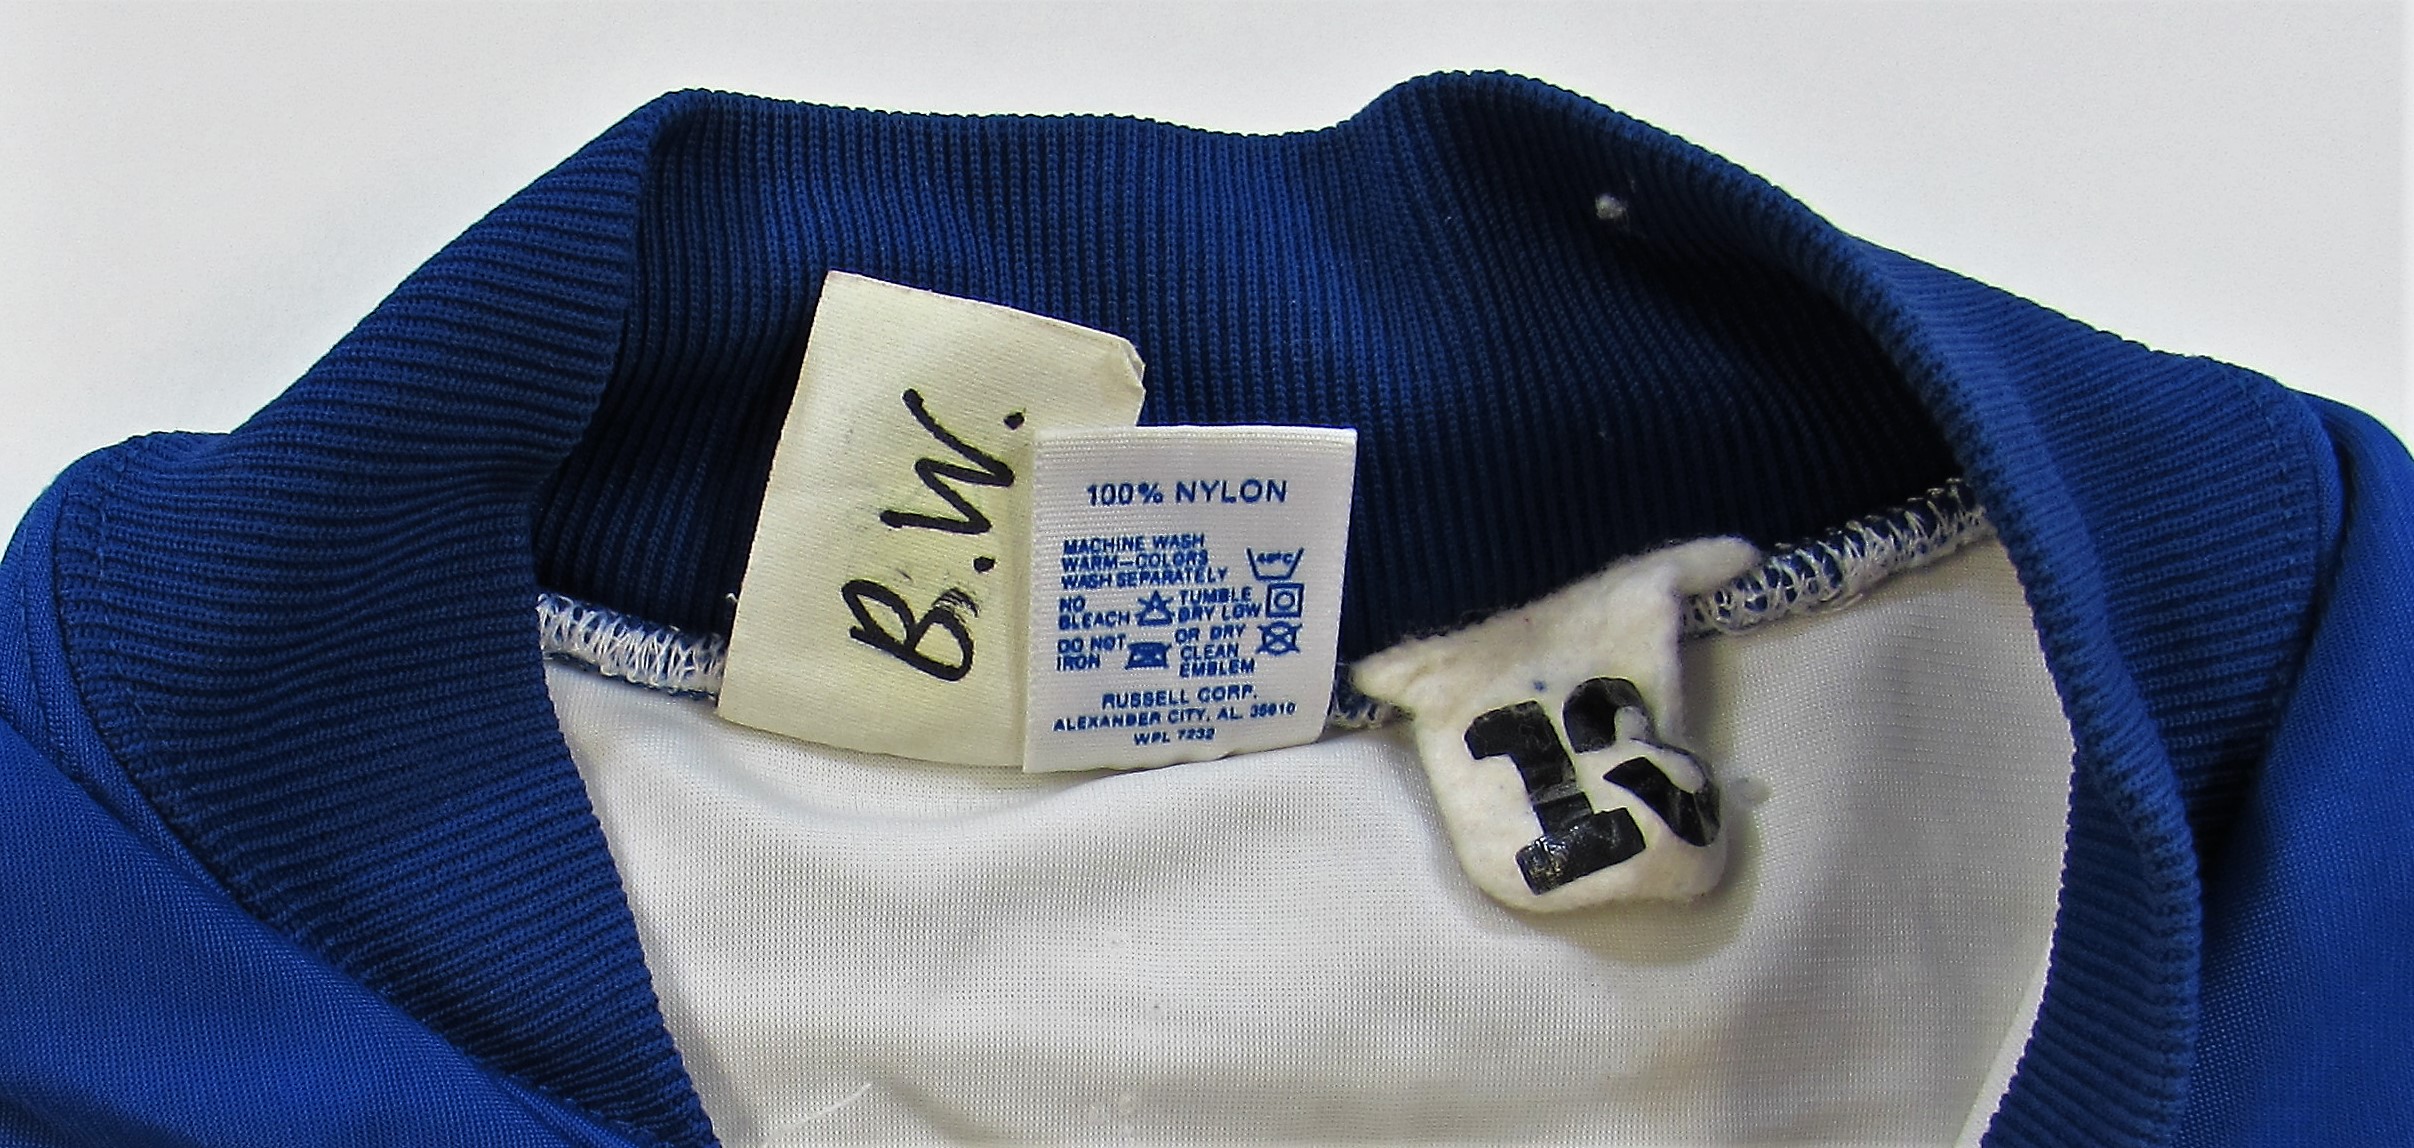 B.W.
100% NYLON
MACHINE WASH
WARM—COLORS
WASH SEPARATELY
40°C
NO BLEACH TUMBLE DRY LOW
DO NOT IRON OR DRY CLEAN EMBLEM
RUSSELL CORP.
ALEXANDER CITY, AL. 35010
WPL 7232